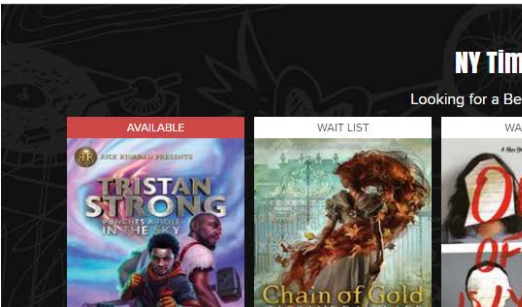 NY Tim
Looking for a Be
AVAILABLE
WAIT LIST
WA
RICK RIORDAN PRESENTS
TRISTAN
STRONG
PUNCHES A HOLE
IN THE SKY
Chain of Gold